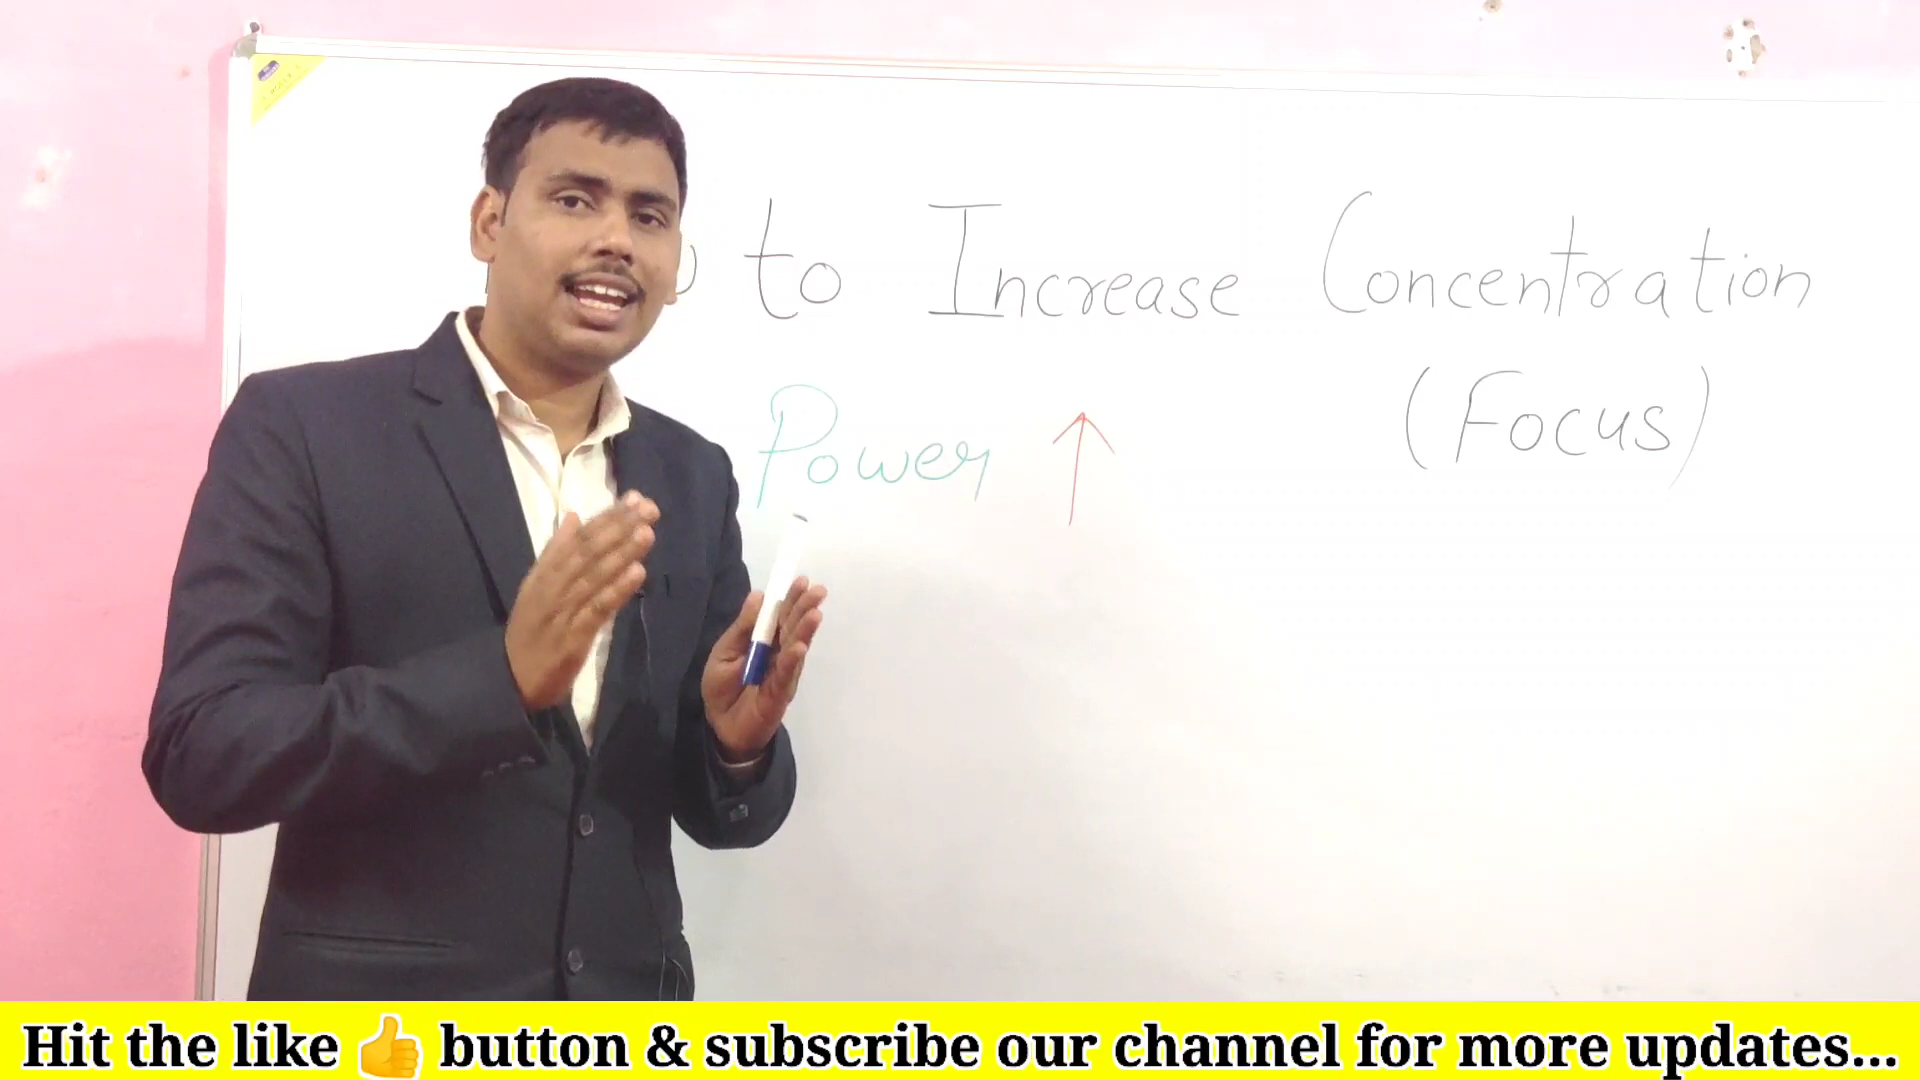 to Increase Concentration
Power ↑ (Focus)
Hit the like 👍 button & subscribe our channel for more updates...